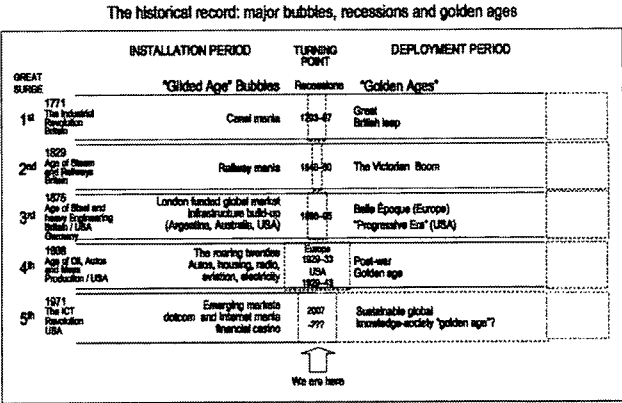 The historical record: major bubbles, recessions and golden ages
INSTALLATION PERIOD
TURNING
POINT
DEPLOYMENT PERIOD
GREAT
SURGE
"Gilded Age" Bubbles
Recessions
"Golden Ages"
1st
1771
The Industrial
Revolution
Britain
Canal mania
1793–97
Great
British leap
2nd
1829
Age of Steam
and Railways
Britain
Railway mania
The Victorian Boom
3rd
1875
Age of Steel and
heavy Engineering
Britain / USA
Germany
London funded global market
infrastructure build-up
(Argentina, Australia, USA)
Belle Époque (Europe)
"Progressive Era" (USA)
4th
1908
Age of Oil, Autos
and Mass
Production / USA
The roaring twenties
Autos, housing, radio,
aviation, electricity
Europe
1929–33
USA
1929–43
Post-war
Golden age
5th
1971
The ICT
Revolution
USA
Emerging markets
dotcom and Internet mania
financial casino
2007
-???
Sustainable global
knowledge-society "golden age"?
We are here